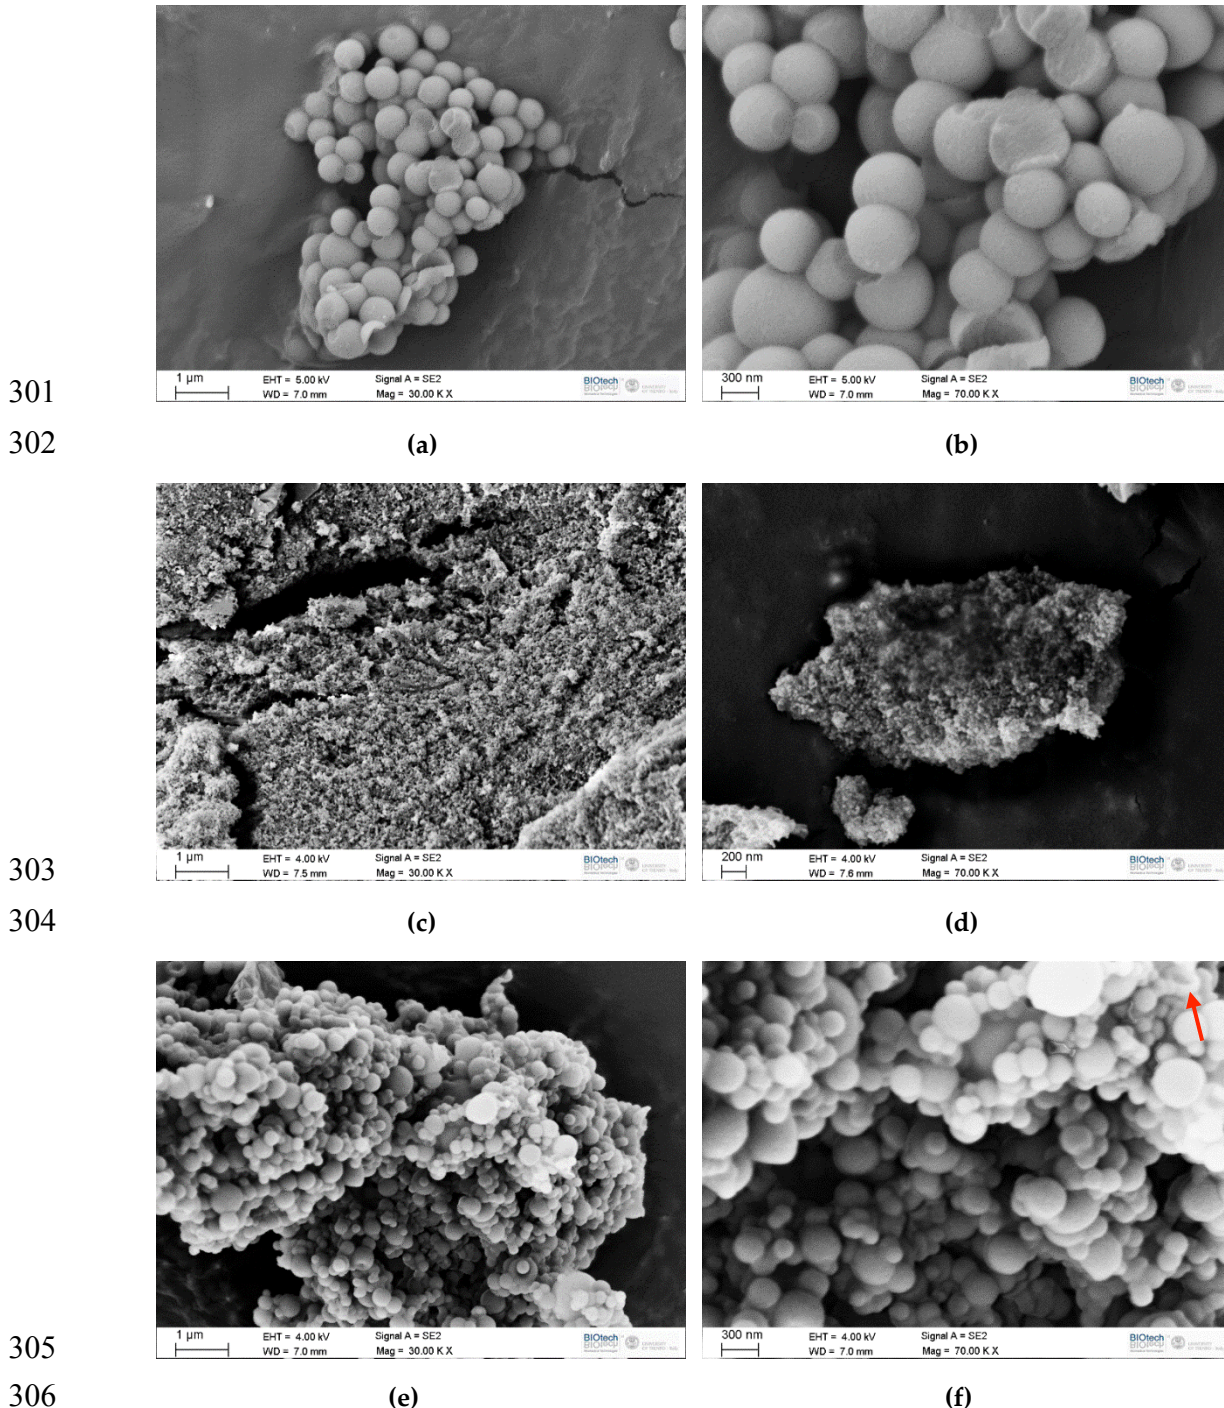 1 µm EHT = 5.00 kV Signal A = SE2 BIOtech
WD = 7.0 mm Mag = 30.00 K X
300 nm EHT = 5.00 kV Signal A = SE2 BIOtech
WD = 7.0 mm Mag = 70.00 K X
301
302 (a) (b)
1 µm EHT = 4.00 kV Signal A = SE2 BIOtech
WD = 7.5 mm Mag = 30.00 K X
200 nm EHT = 4.00 kV Signal A = SE2 BIOtech
WD = 7.6 mm Mag = 70.00 K X
303
304 (c) (d)
1 µm EHT = 4.00 kV Signal A = SE2 BIOtech
WD = 7.0 mm Mag = 30.00 K X
300 nm EHT = 4.00 kV Signal A = SE2 BIOtech
WD = 7.0 mm Mag = 70.00 K X
305
306 (e) (f)